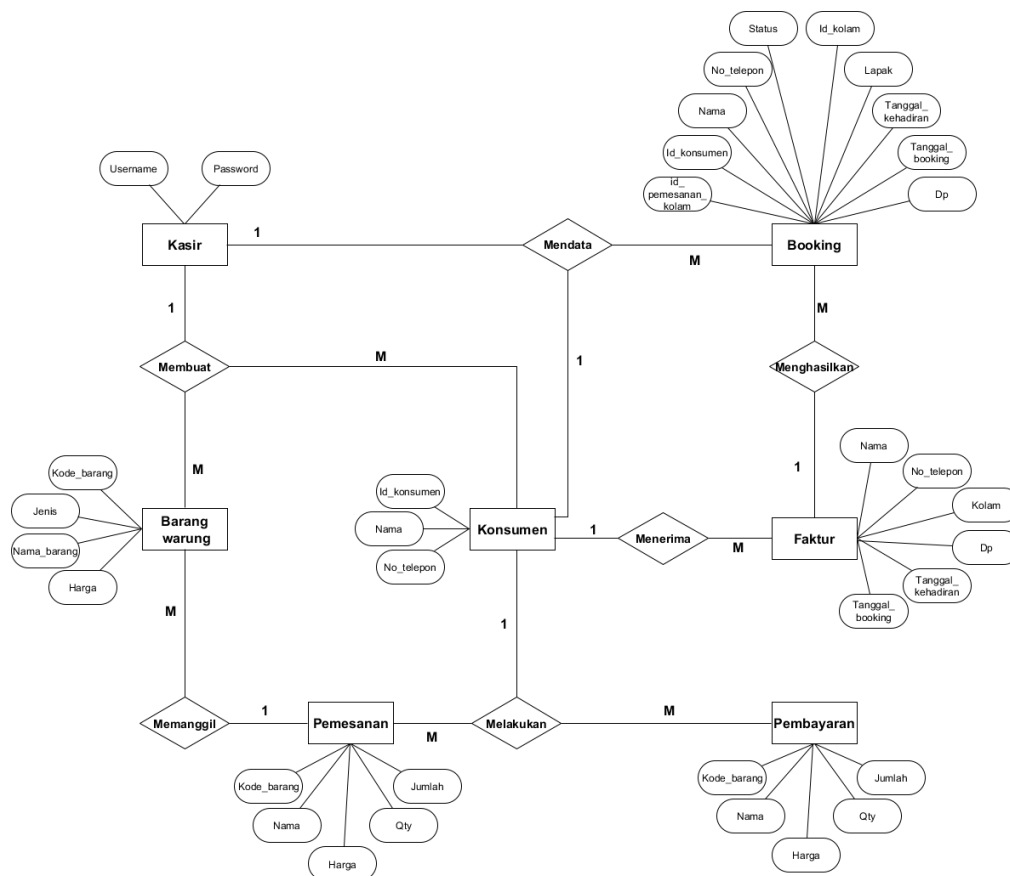 Status
Id_kolam
No_telepon
Lapak
Nama
Tanggal_
kehadiran
Id_konsumen
Tanggal_
booking
id_
pemesanan_
kolam
Dp
Username
Password
Kasir
1
Mendata
M
Booking
1
M
Membuat
M
1
Menghasilkan
M
1
Kode_barang
Jenis
Nama_barang
Harga
Barang
warung
Id_konsumen
Nama
No_telepon
Konsumen
1
Menerima
M
Faktur
Nama
No_telepon
Kolam
Dp
Tanggal_
kehadiran
Tanggal_
booking
M
1
Memanggil
1
Pemesanan
M
Melakukan
M
Pembayaran
Kode_barang
Jumlah
Nama
Qty
Harga
Kode_barang
Jumlah
Nama
Qty
Harga